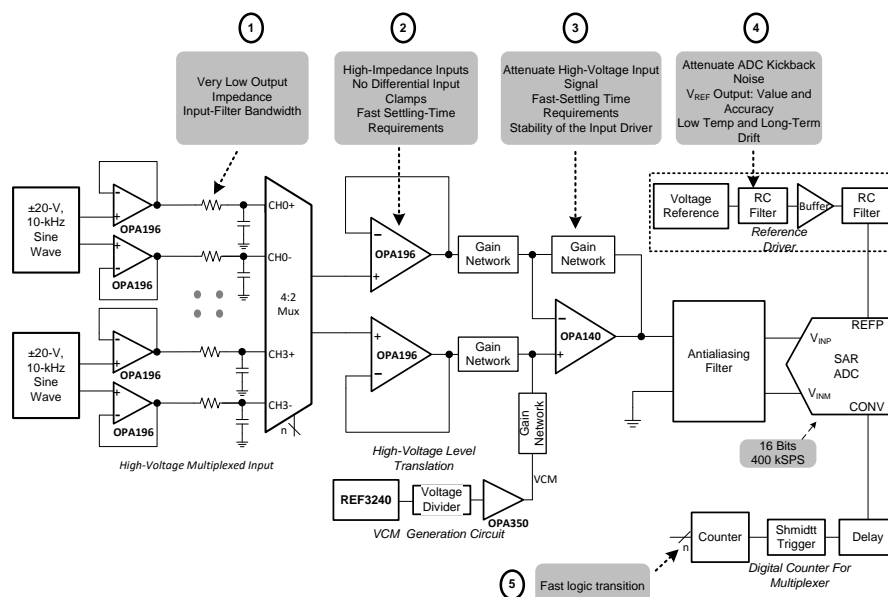 1
2
3
4
Very Low Output
Impedance
Input-Filter Bandwidth
High-Impedance Inputs
No Differential Input
Clamps
Fast Settling-Time
Requirements
Attenuate High-Voltage Input
Signal
Fast-Settling Time
Requirements
Stability of the Input Driver
Attenuate ADC Kickback
Noise
VREF Output: Value and
Accuracy
Low Temp and Long-Term
Drift
±20-V,
10-kHz
Sine
Wave
-
+
OPA196
+
-
OPA196
±20-V,
10-kHz
Sine
Wave
-
+
OPA196
+
-
OPA196
CH0+
CH0-
4:2
Mux
CH3+
CH3-
n
High-Voltage Multiplexed Input
-
+
OPA196
+
-
OPA196
High-Voltage Level
Translation
Gain
Network
Gain
Network
Gain
Network
Gain
Network
-
+
OPA140
VCM
REF3240
Voltage
Divider
OPA350
VCM Generation Circuit
Voltage
Reference
RC
Filter
Buffer
RC
Filter
Reference
Driver
Antialiasing
Filter
REFP
VINP
SAR
ADC
VINM
CONV
16 Bits
400 kSPS
n
Counter
Shmidtt
Trigger
Delay
Digital Counter For
Multiplexer
5
Fast logic transition